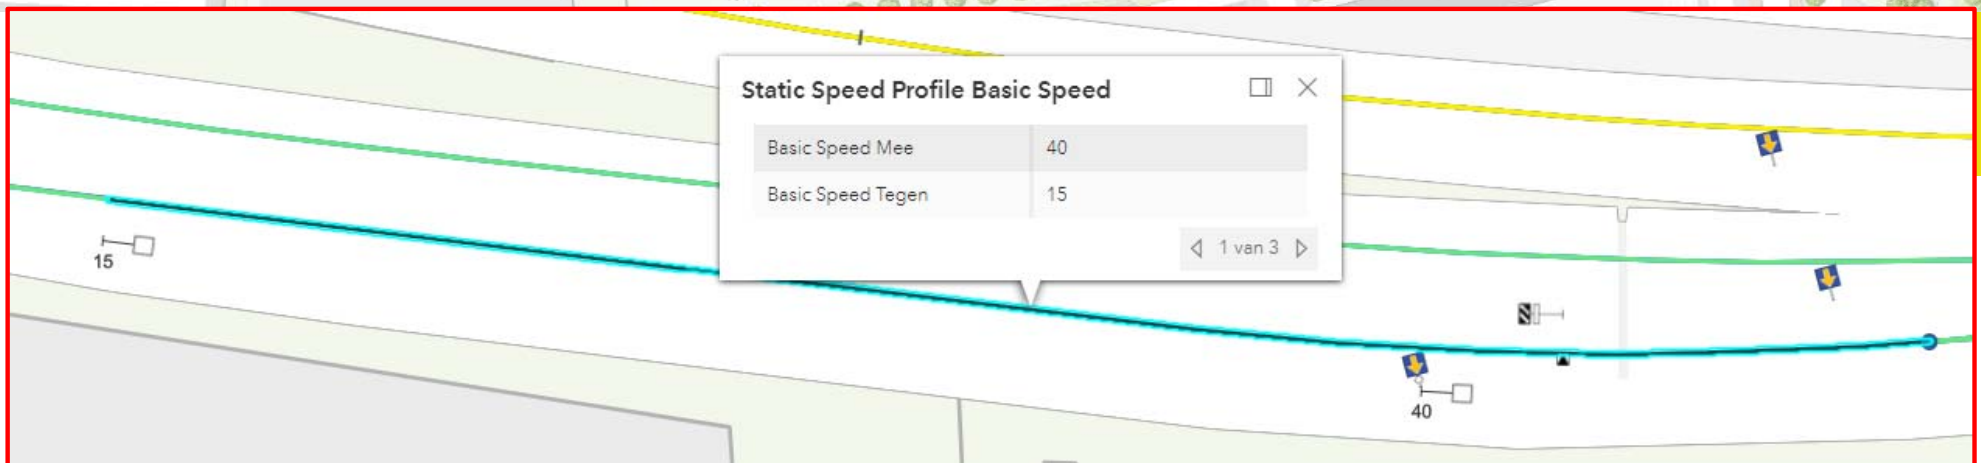 Static Speed Profile Basic Speed
Basic Speed Mee 40
Basic Speed Tegen 15
1 van 3
15
40